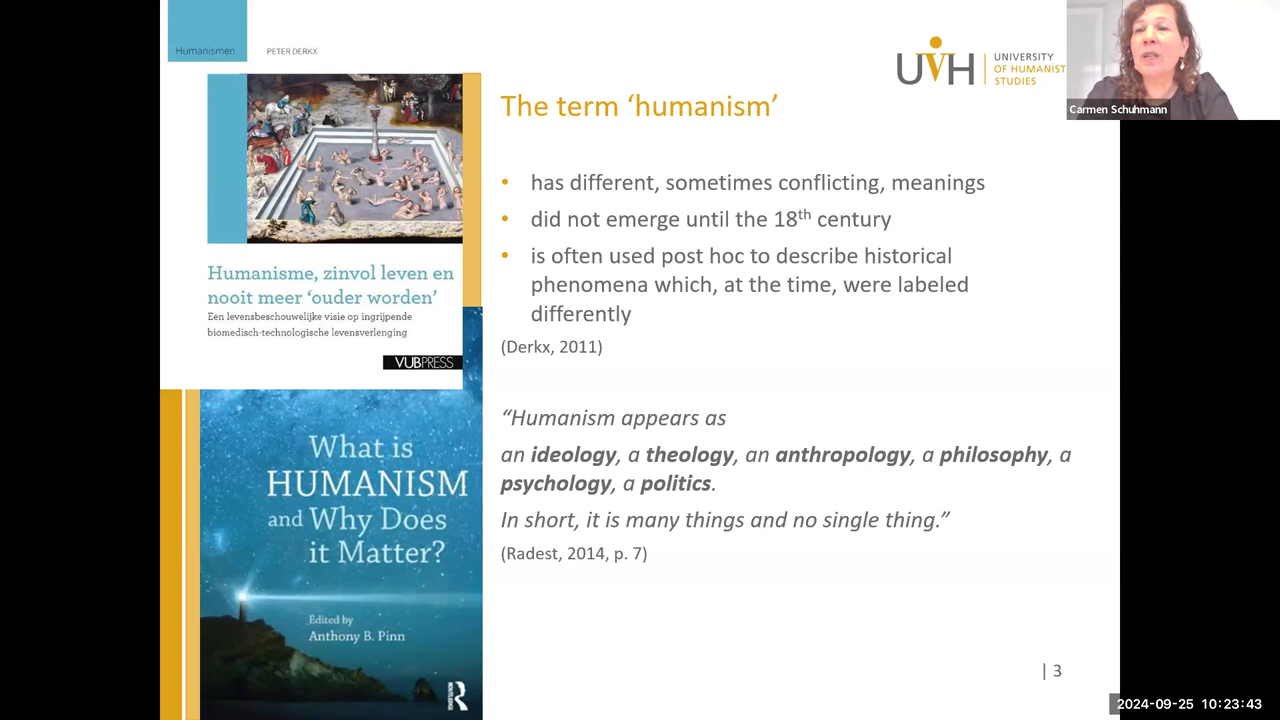 Humanismen
PETER DERKX
Humanisme, zinvol leven en
nooit meer ‘ouder worden’
Een levensbeschouwelijke visie op ingrijpende
biomedisch-technologische levensverlenging
VUBPRESS
What is
HUMANISM
and Why Does
it Matter?
Edited by
Anthony B. Pinn
ROUTLEDGE
UVH
UNIVERSITY
OF HUMANIST
STUDIES
Carmen Schuhmann
The term ‘humanism’
• has different, sometimes conflicting, meanings
• did not emerge until the 18th century
• is often used post hoc to describe historical
phenomena which, at the time, were labeled
differently
(Derkx, 2011)
“Humanism appears as
an ideology, a theology, an anthropology, a philosophy, a
psychology, a politics.
In short, it is many things and no single thing.”
(Radest, 2014, p. 7)
| 3
2024-09-25 10:23:43